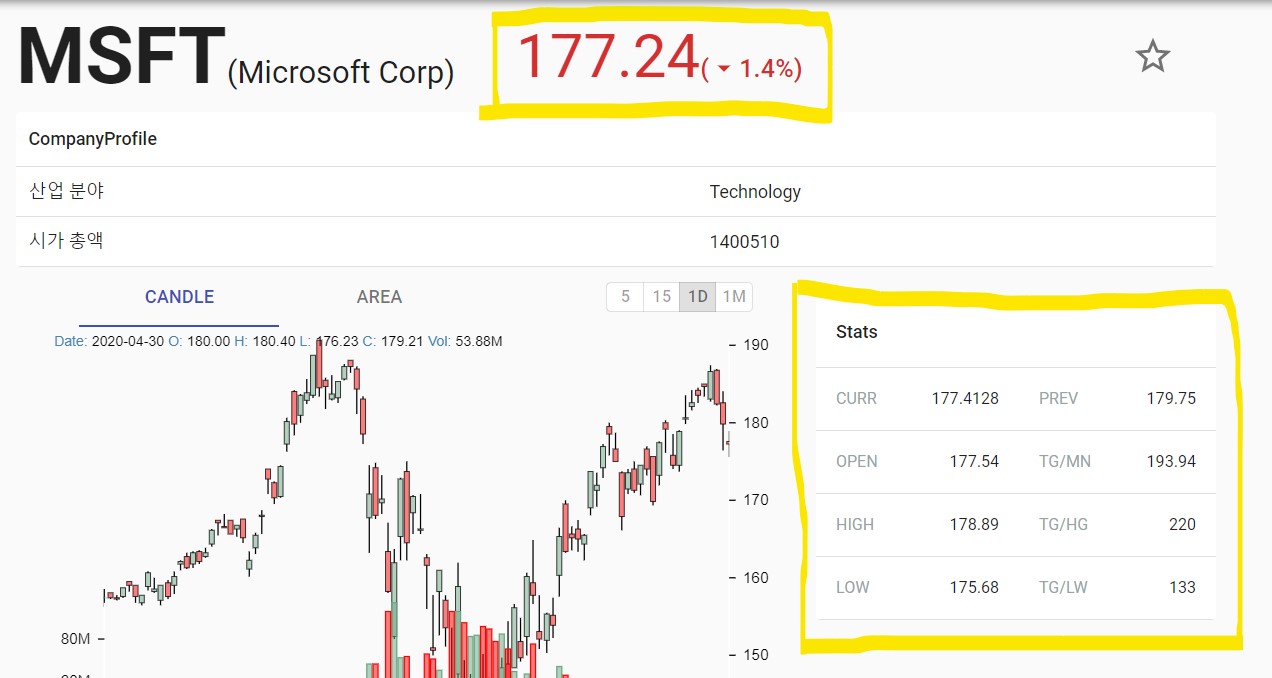 MSFT (Microsoft Corp) 177.24 ( ▼ 1.4%)
CompanyProfile
산업 분야 Technology
시가 총액 1400510
CANDLE AREA 5 15 1D 1M
Date: 2020-04-30 O: 180.00 H: 180.40 L: 176.23 C: 179.21 Vol: 53.88M
190
180
170
160
150
80M
Stats
CURR 177.4128 PREV 179.75
OPEN 177.54 TG/MN 193.94
HIGH 178.89 TG/HG 220
LOW 175.68 TG/LW 133